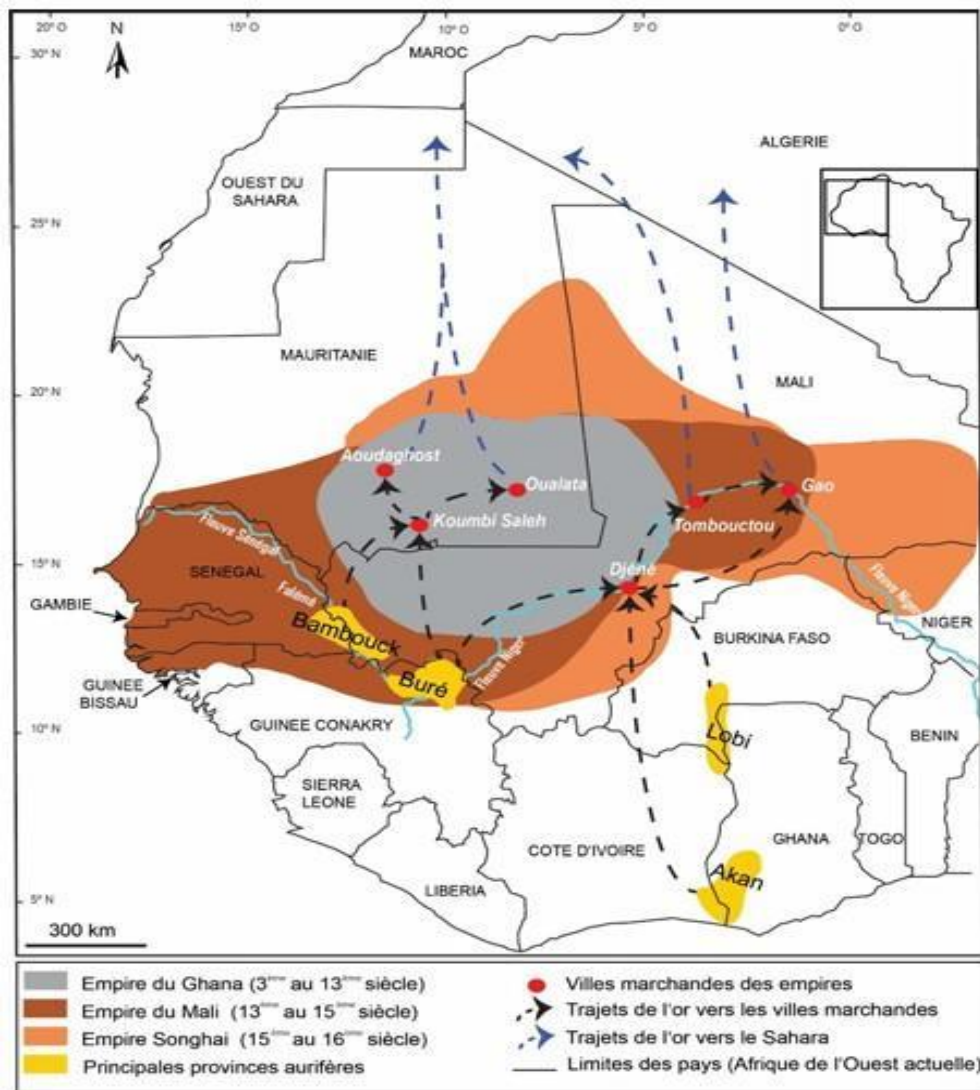 20° O
15° O
10° O
5° O
0° O
N
30° N
MAROC
ALGERIE
OUEST DU
SAHARA
25° N
MAURITANIE
MALI
20° N
Aoudaghost
Oualata
Gao
Koumbi Saleh
Tombouctou
Fleuve Sénégal
15° N
Djéné
SENEGAL
Falémé
Fleuve Niger
GAMBIE
NIGER
Bambouck
BURKINA FASO
Fleuve Niger
Buré
GUINEE
BISSAU
GUINEE CONAKRY
Lobi
BENIN
10° N
SIERRA
LEONE
COTE D'IVOIRE
GHANA
TOGO
Akan
LIBERIA
5° N
300 km
Empire du Ghana (3ème au 13ème siècle)
Empire du Mali (13ème au 15ème siècle)
Empire Songhai (15ème au 16ème siècle)
Principales provinces aurifères
Villes marchandes des empires
Trajets de l'or vers les villes marchandes
Trajets de l'or vers le Sahara
Limites des pays (Afrique de l'Ouest actuelle)